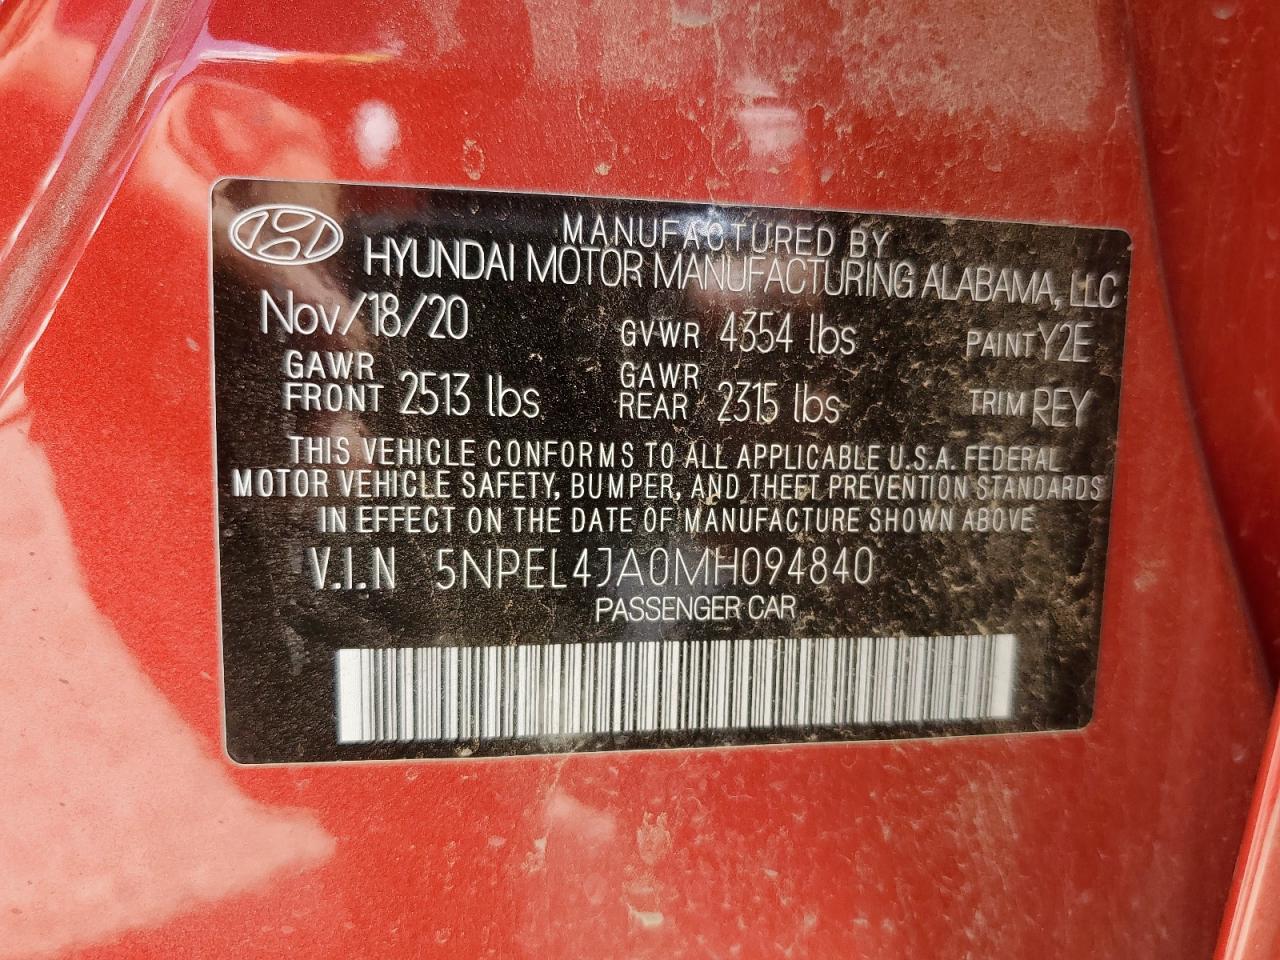 MANUFACTURED BY
HYUNDAI MOTOR MANUFACTURING ALABAMA, LLC
Nov/18/20 GVWR 4354 lbs PAINT Y2E
GAWR FRONT 2513 lbs GAWR REAR 2315 lbs TRIM REY
THIS VEHICLE CONFORMS TO ALL APPLICABLE U.S.A. FEDERAL
MOTOR VEHICLE SAFETY, BUMPER, AND THEFT PREVENTION STANDARDS
IN EFFECT ON THE DATE OF MANUFACTURE SHOWN ABOVE
V.I.N 5NPEL4JA0MH094840
PASSENGER CAR